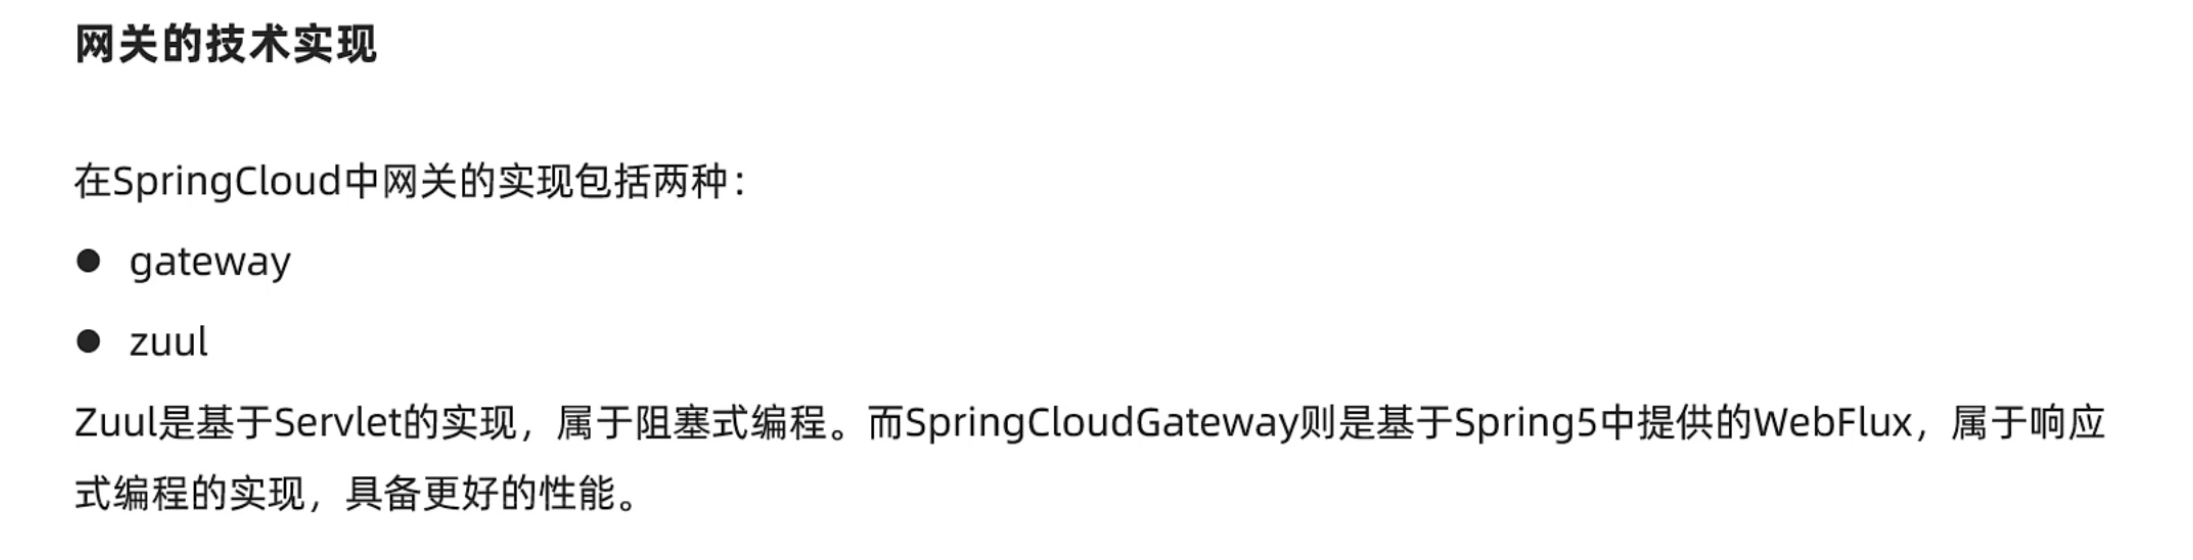 网关的技术实现
在SpringCloud中网关的实现包括两种：
● gateway
● zuul
Zuul是基于Servlet的实现，属于阻塞式编程。而SpringCloudGateway则是基于Spring5中提供的WebFlux，属于响应
式编程的实现，具备更好的性能。